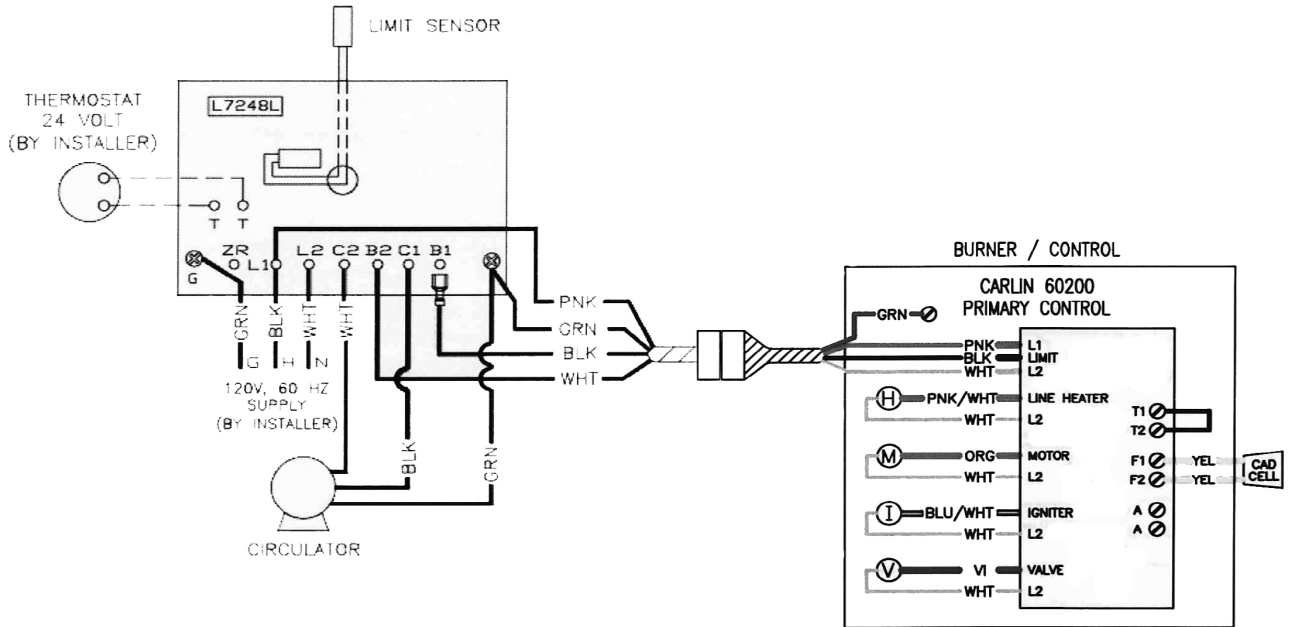 LIMIT SENSOR
THERMOSTAT
24 VOLT
(BY INSTALLER)
L7248L
T T
ZR L1 L2 C2 B2 C1 B1
G
GRN
BLK
WHT
WHT
G H N
120V, 60 HZ
SUPPLY
(BY INSTALLER)
BLK
GRN
CIRCULATOR
PNK
GRN
BLK
WHT
BURNER / CONTROL
CARLIN 60200
PRIMARY CONTROL
GRN
PNK L1
BLK LIMIT
WHT L2
H PNK/WHT LINE HEATER
WHT L2
M ORG MOTOR
WHT L2
I BLU/WHT IGNITER
WHT L2
V VI VALVE
WHT L2
T1
T2
F1 YEL
F2 YEL
CAD
CELL
A
A